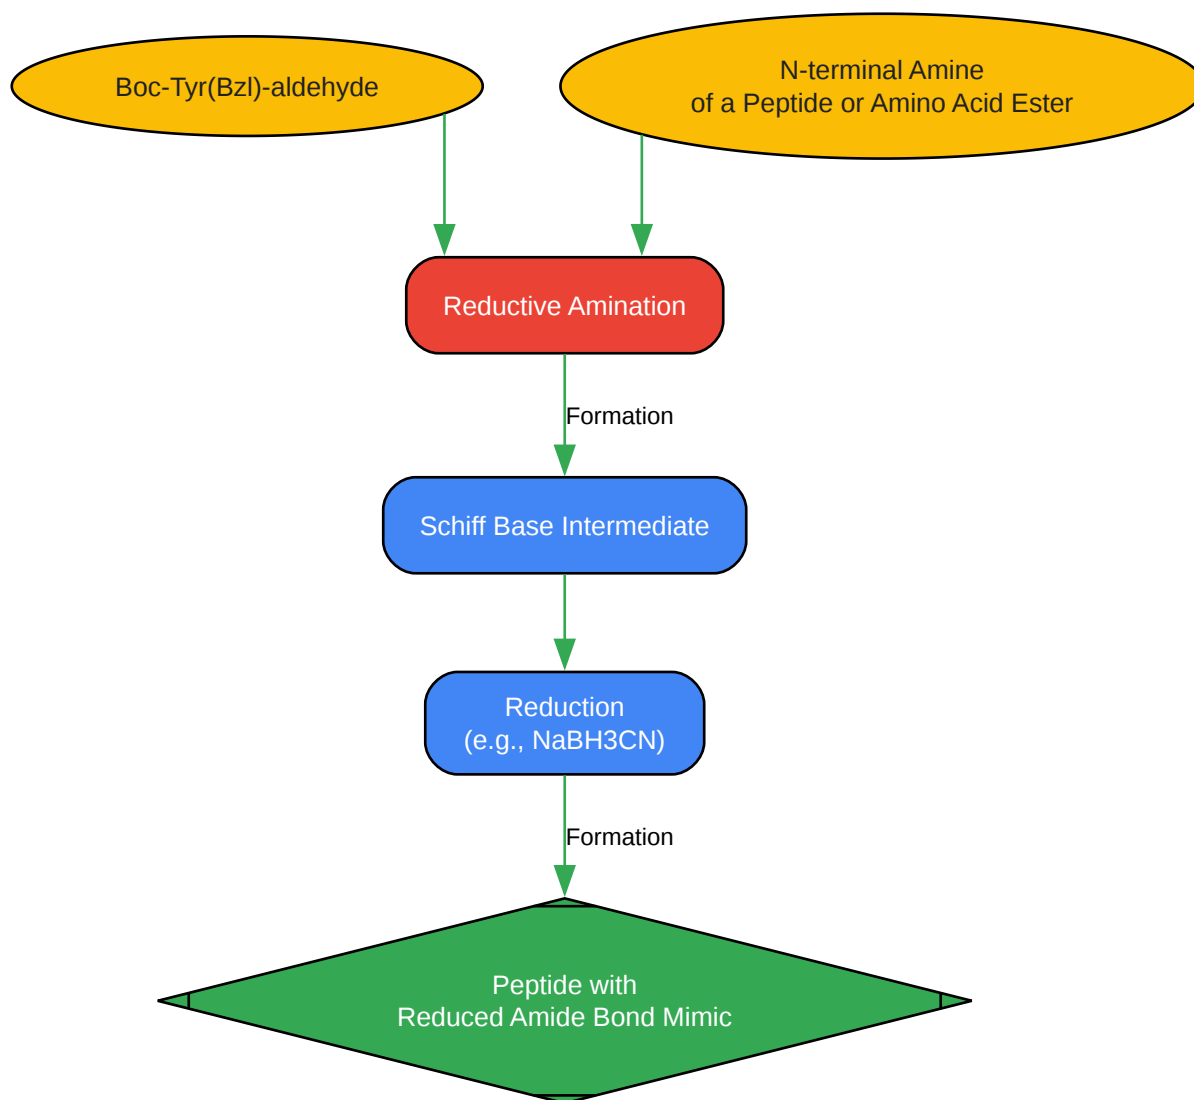 Boc-Tyr(Bzl)-aldehyde
N-terminal Amine
of a Peptide or Amino Acid Ester
Reductive Amination
Formation
Schiff Base Intermediate
Reduction
(e.g., NaBH3CN)
Formation
Peptide with
Reduced Amide Bond Mimic